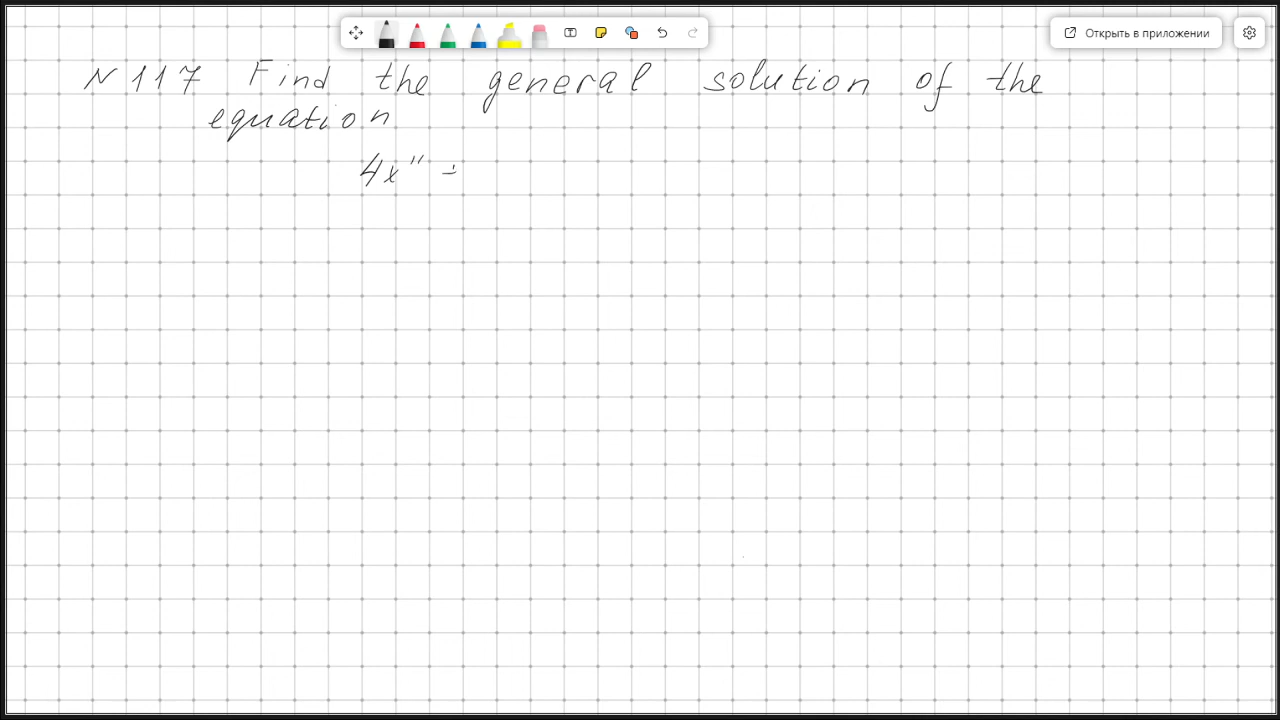 Открыть в приложении
N 117 Find the general solution of the
equation
4x'' ÷